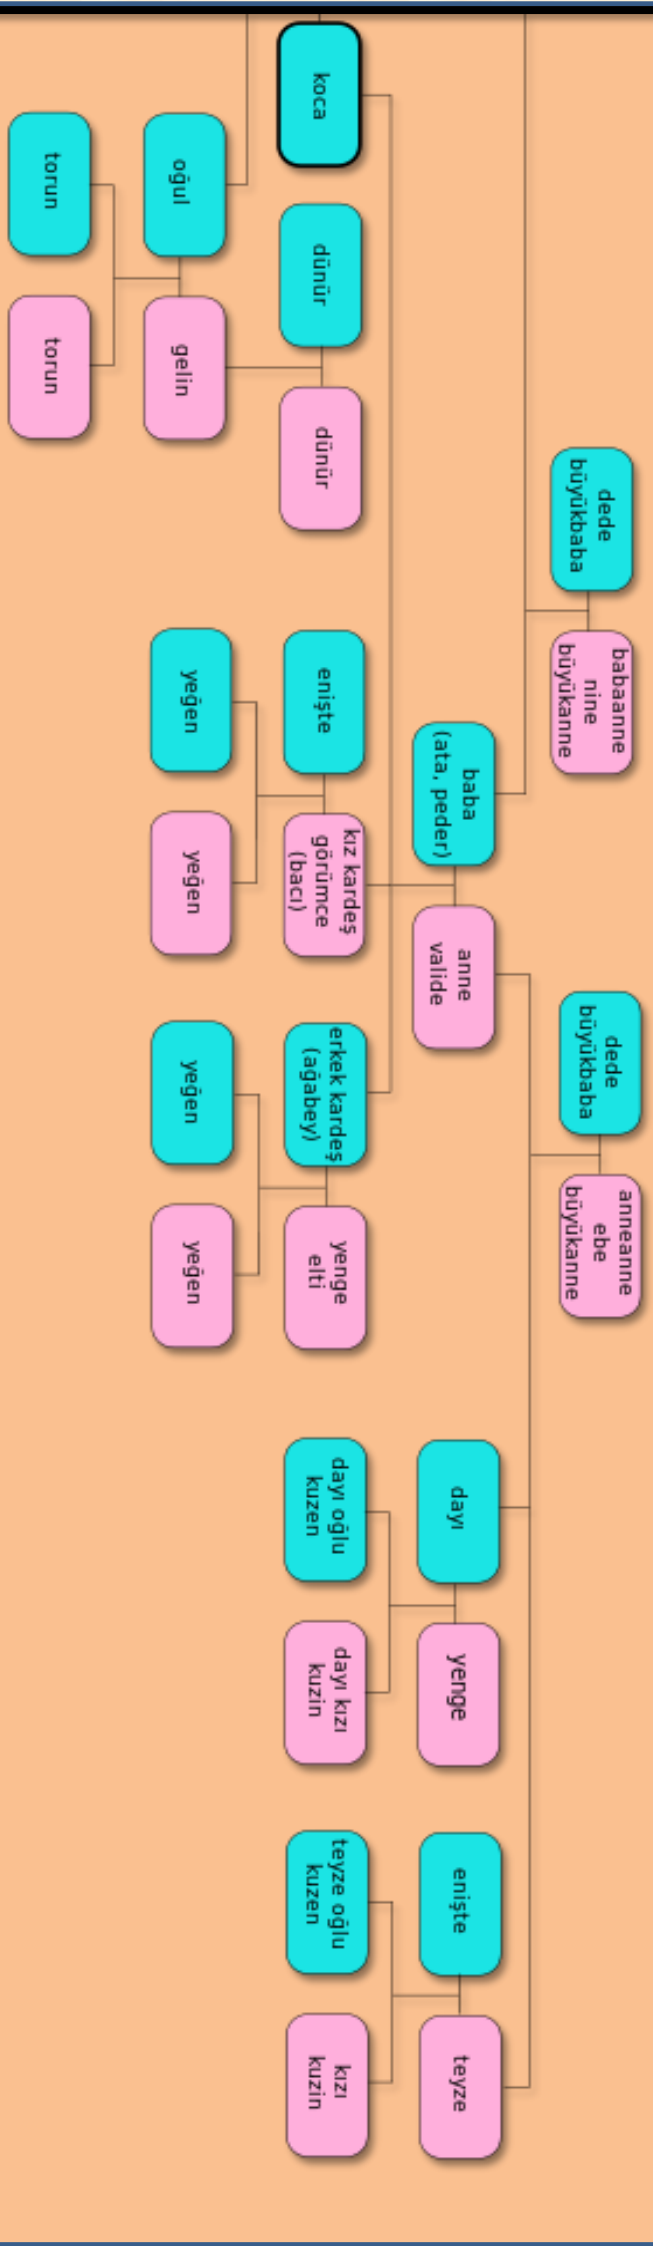 dede
büyükbaba
babaanne
nine
büyükanne
dede
büyükbaba
anneanne
ebe
büyükanne
baba
(ata, peder)
anne
valide
dayı
yenge
enişte
teyze
koca
dünür
dünür
enişte
kız kardeş
görümce
(bacı)
erkek kardeş
(ağabey)
yenge
elti
dayı oğlu
kuzen
dayı kızı
kuzin
teyze oğlu
kuzen
kızı
kuzin
oğul
gelin
yeğen
yeğen
yeğen
yeğen
torun
torun